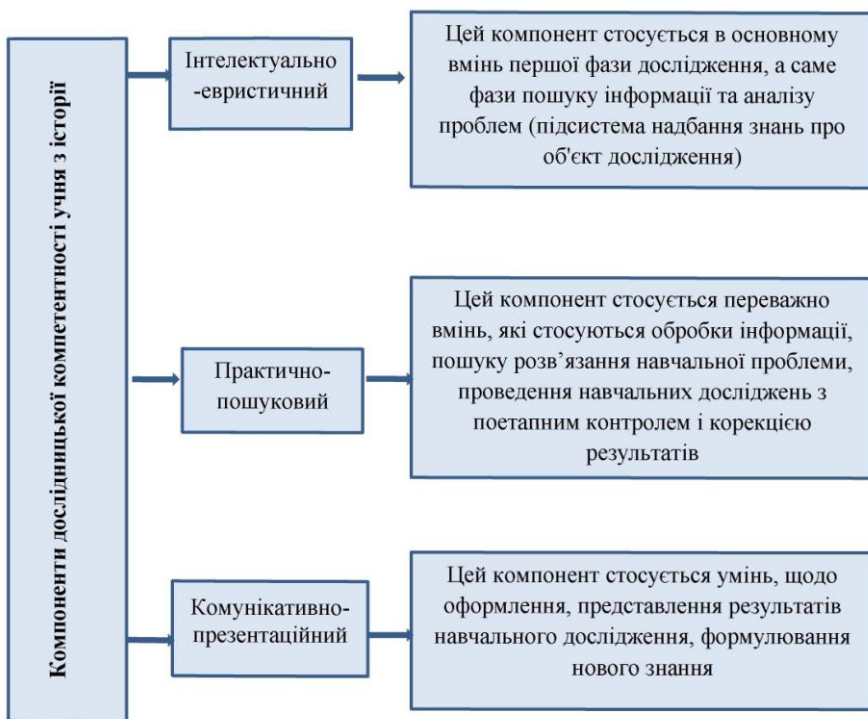 Компоненти дослідницької компетентності учня з історії
Інтелектуально
-евристичний
Цей компонент стосується в основному
вмінь першої фази дослідження, а саме
фази пошуку інформації та аналізу
проблем (підсистема надбання знань про
об'єкт дослідження)
Практично-
пошуковий
Цей компонент стосується переважно
вмінь, які стосуються обробки інформації,
пошуку розв’язання навчальної проблеми,
проведення навчальних досліджень з
поетапним контролем і корекцією
результатів
Комунікативно-
презентаційний
Цей компонент стосується умінь, щодо
оформлення, представлення результатів
навчального дослідження, формулювання
нового знання